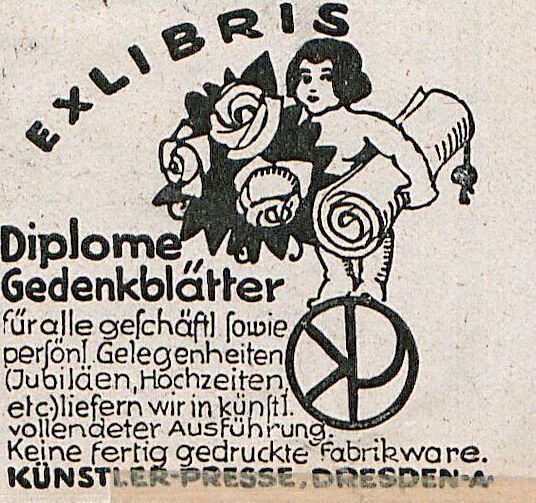 EXLIBRIS
Diplome
Gedenkblätter
für alle geſchäftl ſowie
perſönl. Gelegenheiten
(Jubiläen, Hochzeiten,
etc.) liefern wir in künſtl.
vollendeter Ausführung.
Keine fertig gedruckte Fabrikware.
KÜNSTLER-PRESSE, DRESDEN-A